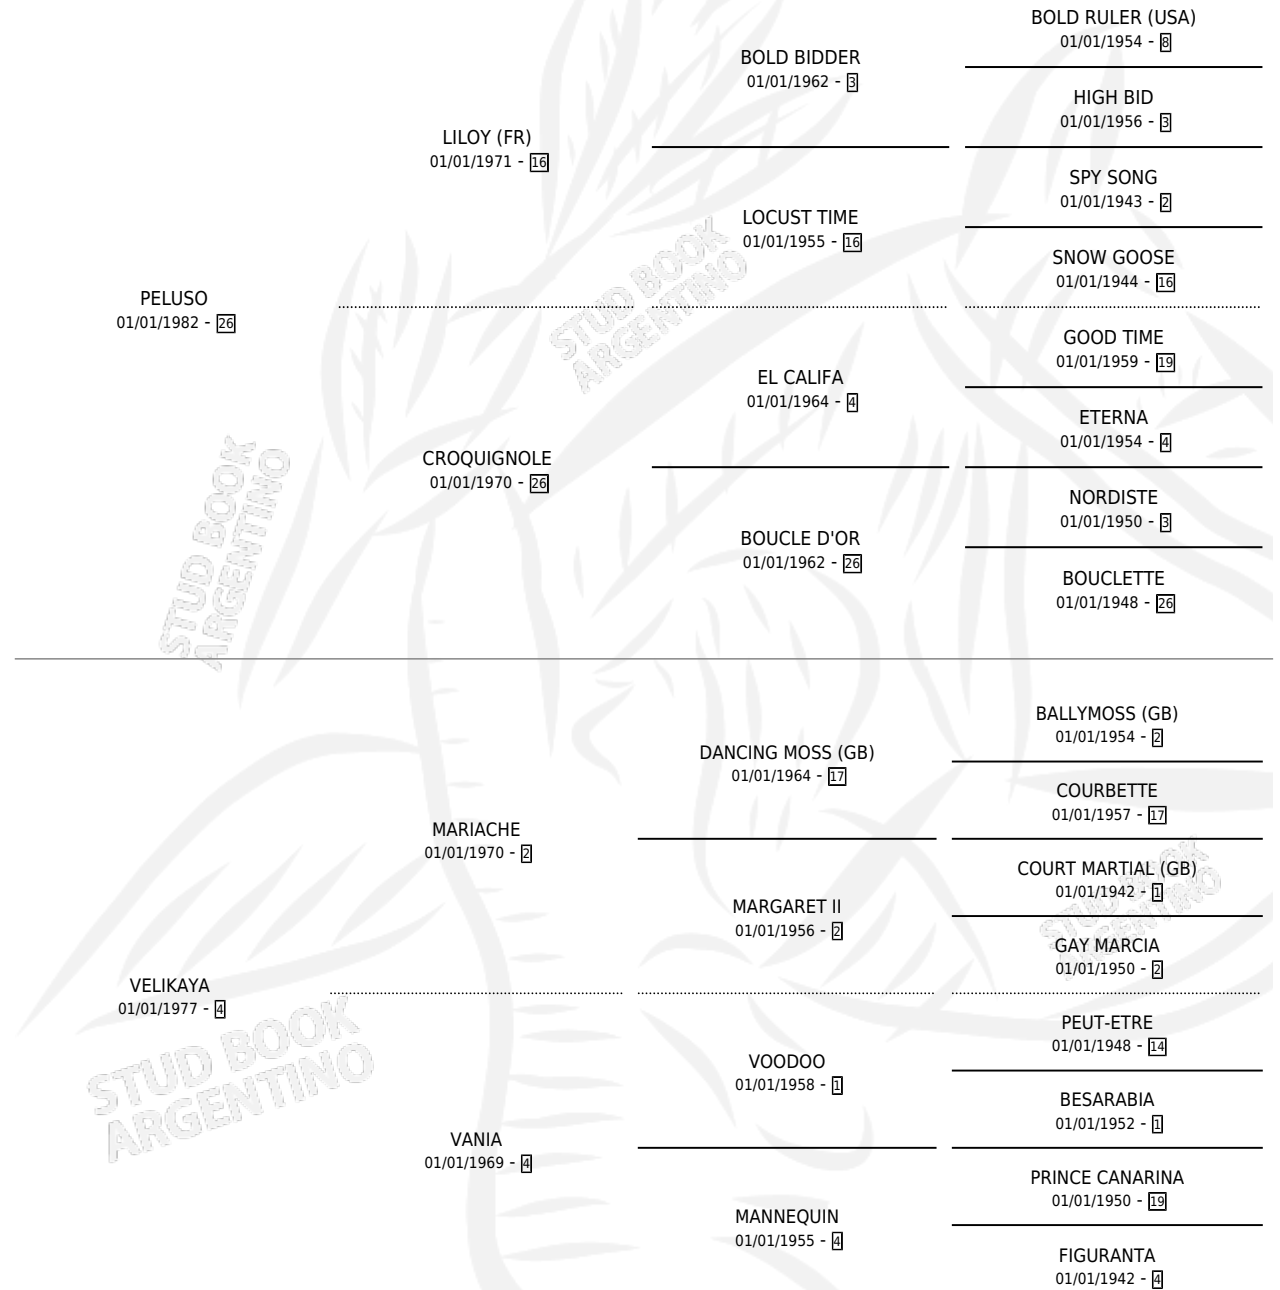 BOLD RULER (USA)
01/01/1954 - 8
BOLD BIDDER
01/01/1962 - 3
HIGH BID
01/01/1956 - 3
LILOY (FR)
01/01/1971 - 16
SPY SONG
01/01/1943 - 2
LOCUST TIME
01/01/1955 - 16
SNOW GOOSE
01/01/1944 - 16
PELUSO
01/01/1982 - 26
GOOD TIME
01/01/1959 - 19
EL CALIFA
01/01/1964 - 4
ETERNA
01/01/1954 - 4
CROQUIGNOLE
01/01/1970 - 26
NORDISTE
01/01/1950 - 3
BOUCLE D'OR
01/01/1962 - 26
BOUCLETTE
01/01/1948 - 26
BALLYMOSS (GB)
01/01/1954 - 2
DANCING MOSS (GB)
01/01/1964 - 17
COURBETTE
01/01/1957 - 17
MARIACHE
01/01/1970 - 2
COURT MARTIAL (GB)
01/01/1942 - 1
MARGARET II
01/01/1956 - 2
GAY MARCIA
01/01/1950 - 2
VELIKAYA
01/01/1977 - 4
PEUT-ETRE
01/01/1948 - 14
VOODOO
01/01/1958 - 1
BESARABIA
01/01/1952 - 1
VANIA
01/01/1969 - 4
PRINCE CANARINA
01/01/1950 - 19
MANNEQUIN
01/01/1955 - 4
FIGURANTA
01/01/1942 - 4
STUD BOOK
ARGENTINO
STUD BOOK
ARGENTINO
STUD BOOK
ARGENTINO
STUD BOOK
ARGENTINO